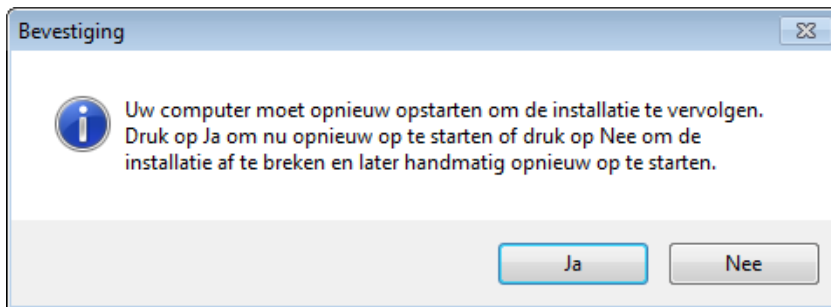 Bevestiging
Uw computer moet opnieuw opstarten om de installatie te vervolgen.
Druk op Ja om nu opnieuw op te starten of druk op Nee om de
installatie af te breken en later handmatig opnieuw op te starten.
Ja
Nee